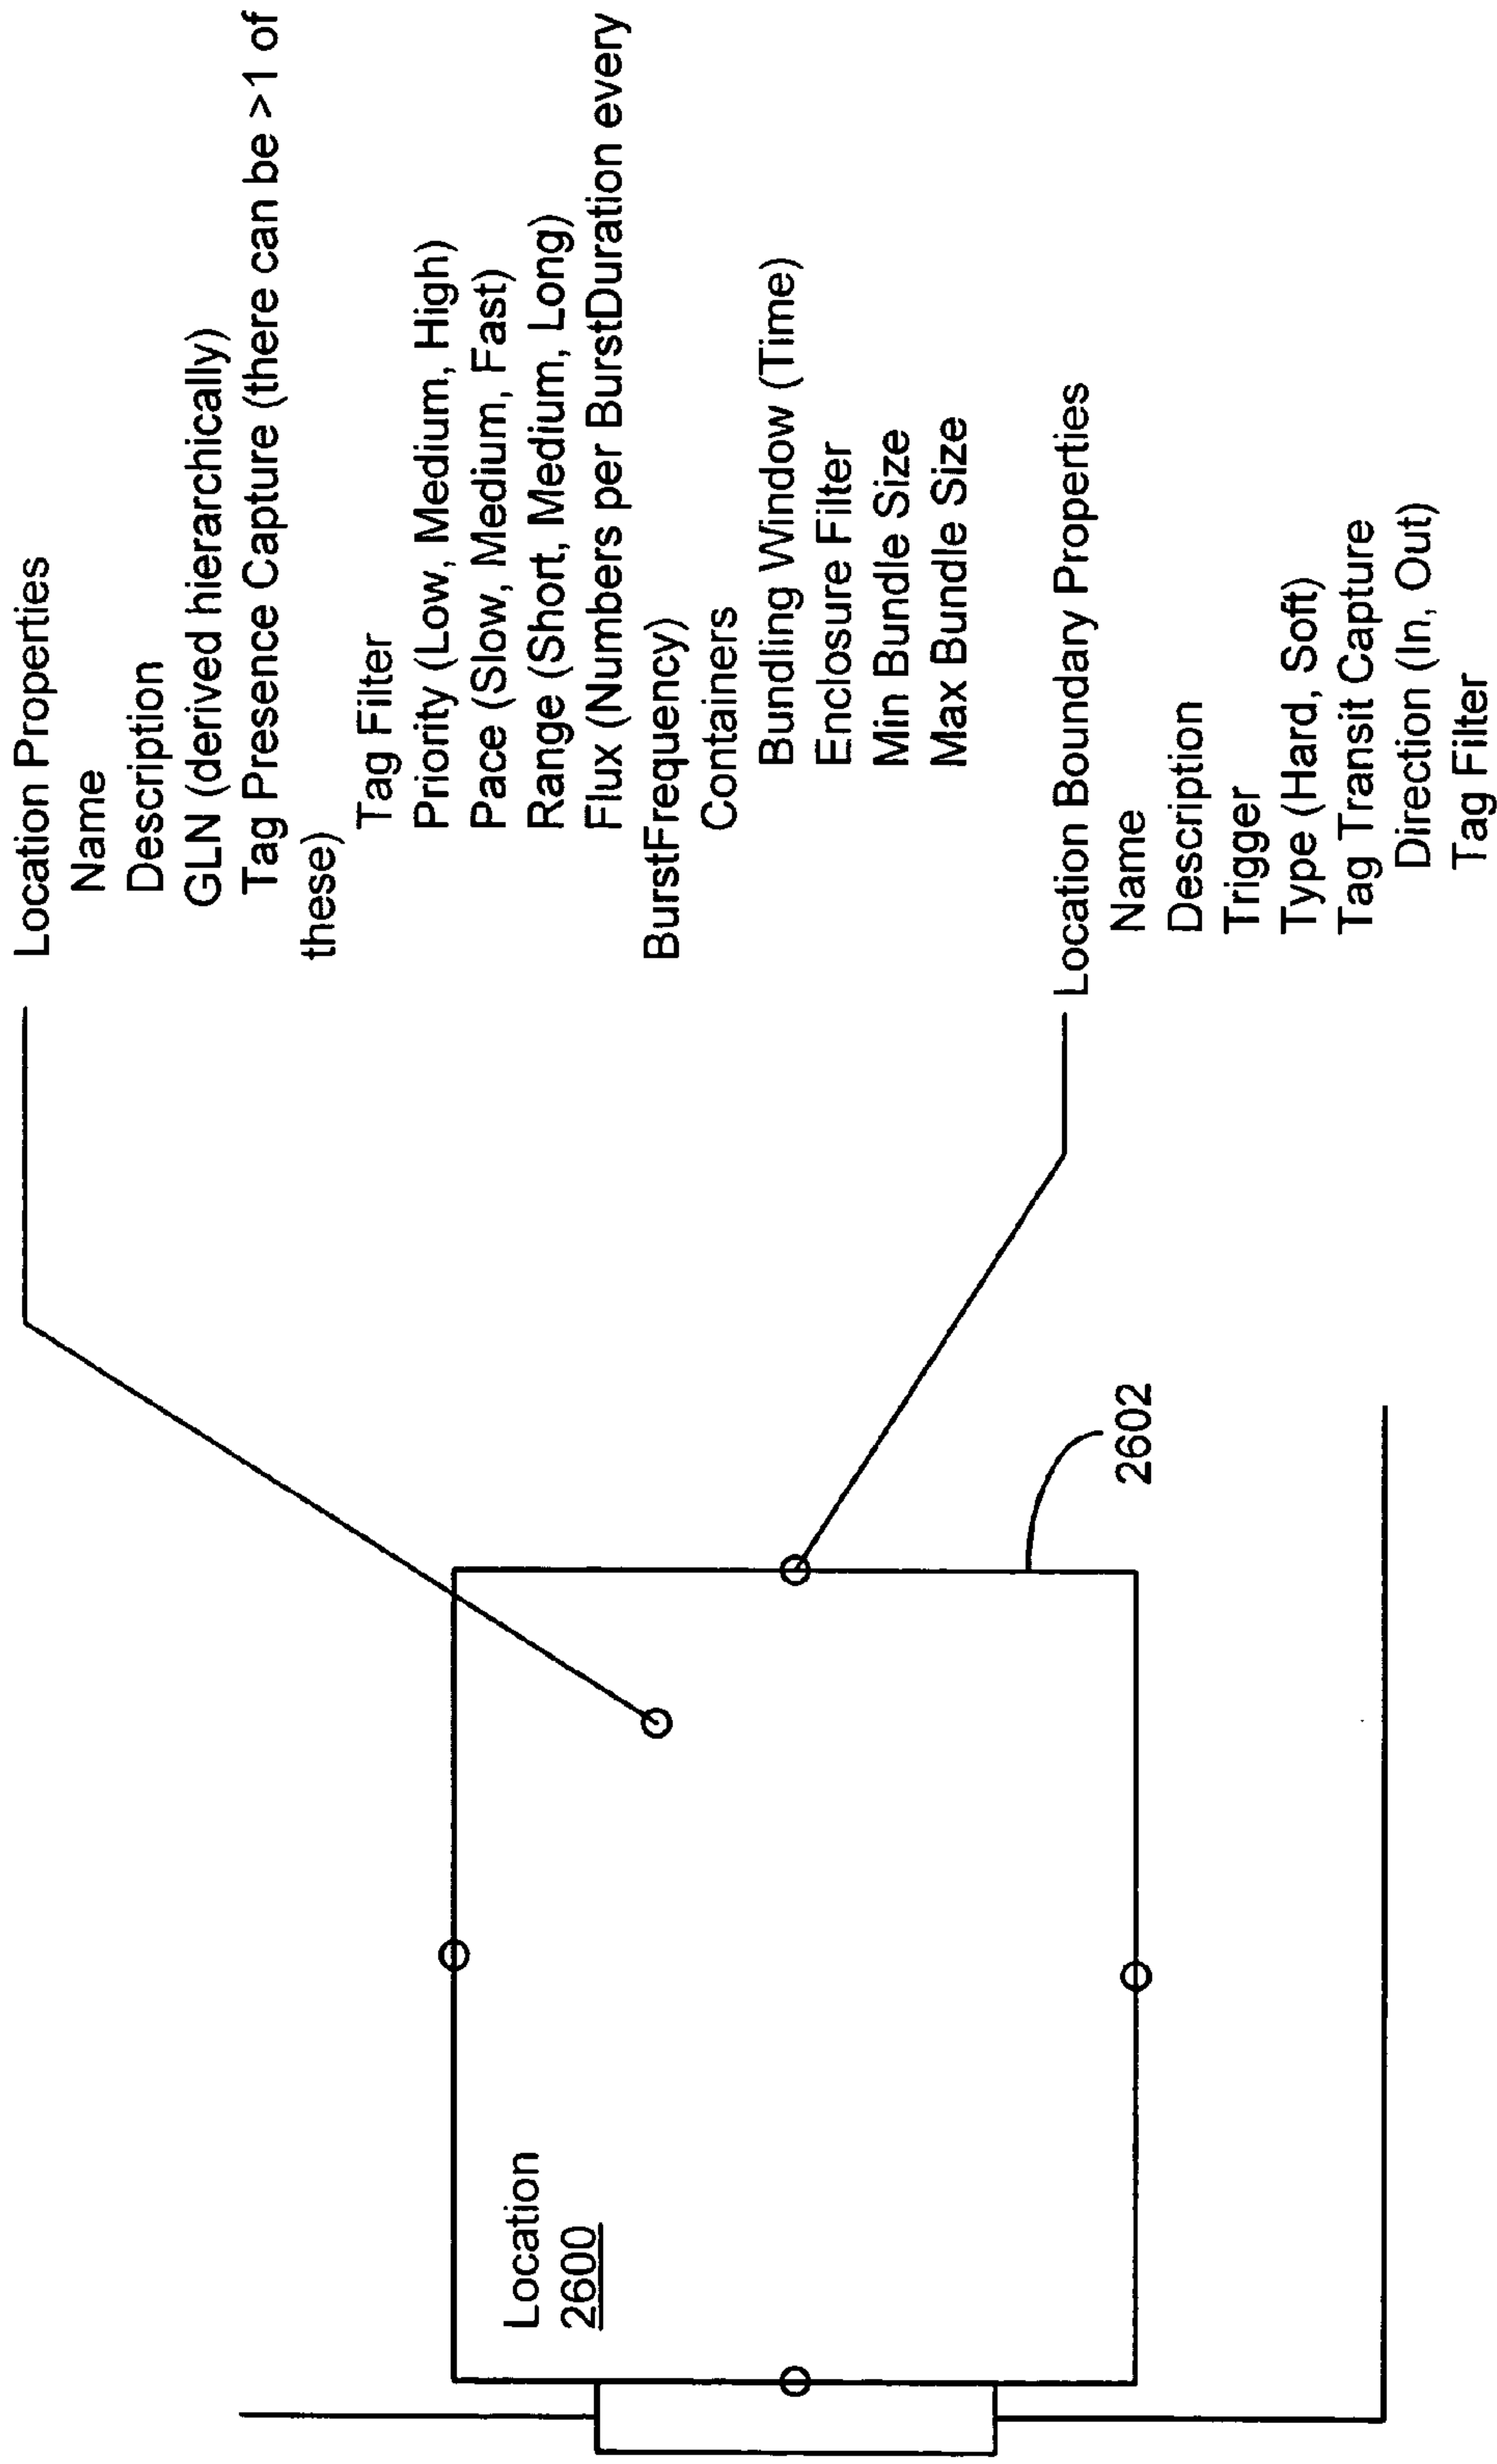 Location Properties
Name
Description
GLN (derived hierarchically)
Tag Presence Capture (there can be >1 of
these)
Tag Filter
Priority (Low, Medium, High)
Pace (Slow, Medium, Fast)
Range (Short, Medium, Long)
Flux (Numbers per BurstDuration every
BurstFrequency)
Containers
Bundling Window (Time)
Enclosure Filter
Min Bundle Size
Max Bundle Size
Location Boundary Properties
Name
Description
Trigger
Type (Hard, Soft)
Tag Transit Capture
Direction (In, Out)
Tag Filter
Location
2600
2602